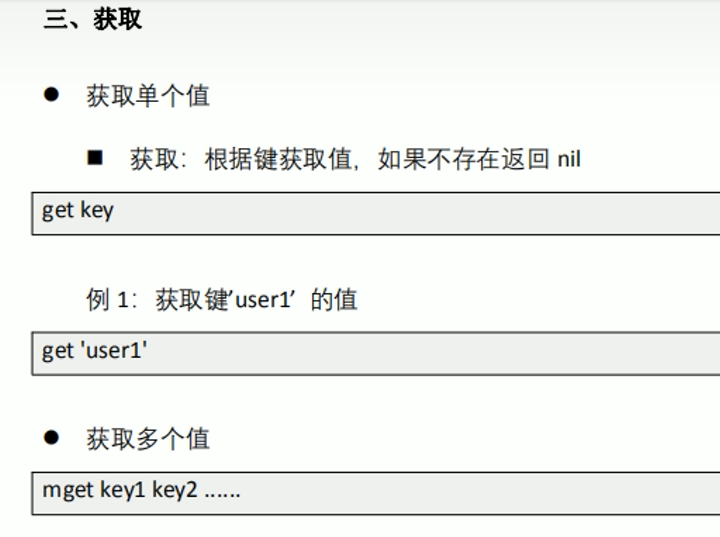 三、获取
● 获取单个值
■ 获取：根据键获取值，如果不存在返回 nil
get key
例 1：获取键’user1’的值
get 'user1'
● 获取多个值
mget key1 key2 ……